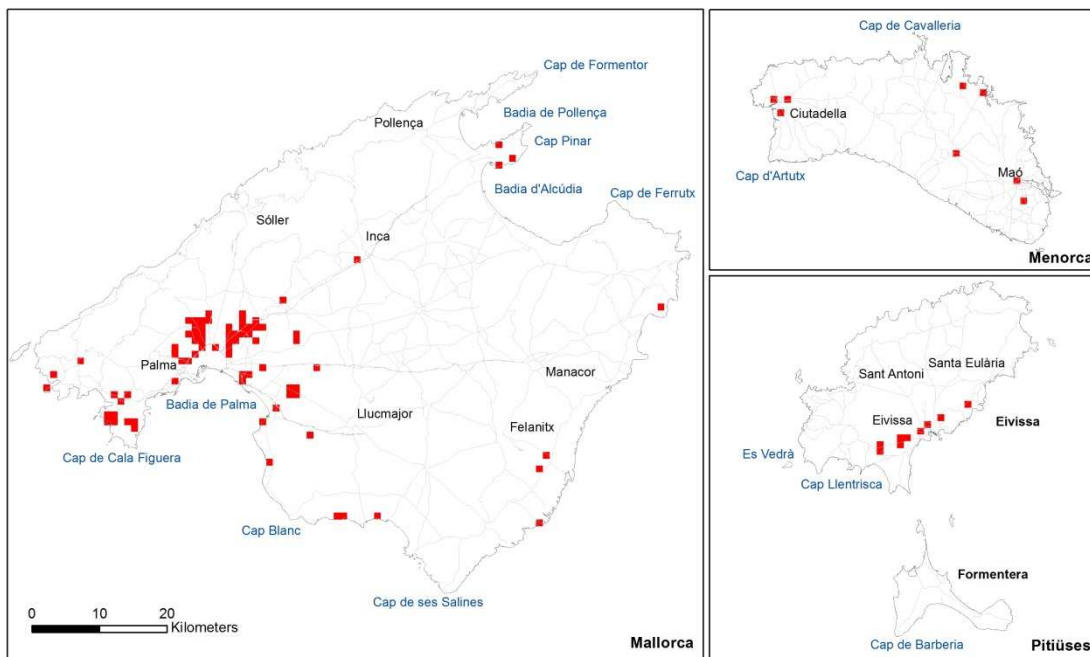 Cap de Formentor
Badia de Pollença
Pollença
Cap Pinar
Badia d'Alcúdia
Cap de Ferrutx
Sóller
Inca
Palma
Manacor
Badia de Palma
Llucmajor
Felanitx
Cap de Cala Figuera
Cap Blanc
Cap de ses Salines
0 10 20
Kilometers
Mallorca
Cap de Cavalleria
Ciutadella
Cap d'Artutx
Maó
Menorca
Santa Eulària
Sant Antoni
Eivissa
Eivissa
Es Vedrà
Cap Llentrisca
Formentera
Cap de Barberia
Pitiüses